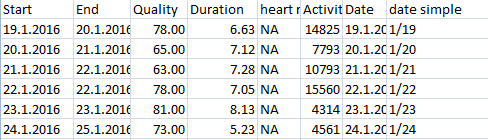 Start End Quality Duration heart r Activit Date date simple
19.1.2016 20.1.2016 78.00 6.63 NA 14825 19.1.20 1/19
20.1.2016 21.1.2016 65.00 7.12 NA 7793 20.1.20 1/20
21.1.2016 22.1.2016 63.00 7.28 NA 10793 21.1.20 1/21
22.1.2016 22.1.2016 78.00 7.05 NA 15560 22.1.20 1/22
23.1.2016 23.1.2016 81.00 8.13 NA 4314 23.1.20 1/23
24.1.2016 25.1.2016 73.00 5.23 NA 4561 24.1.20 1/24